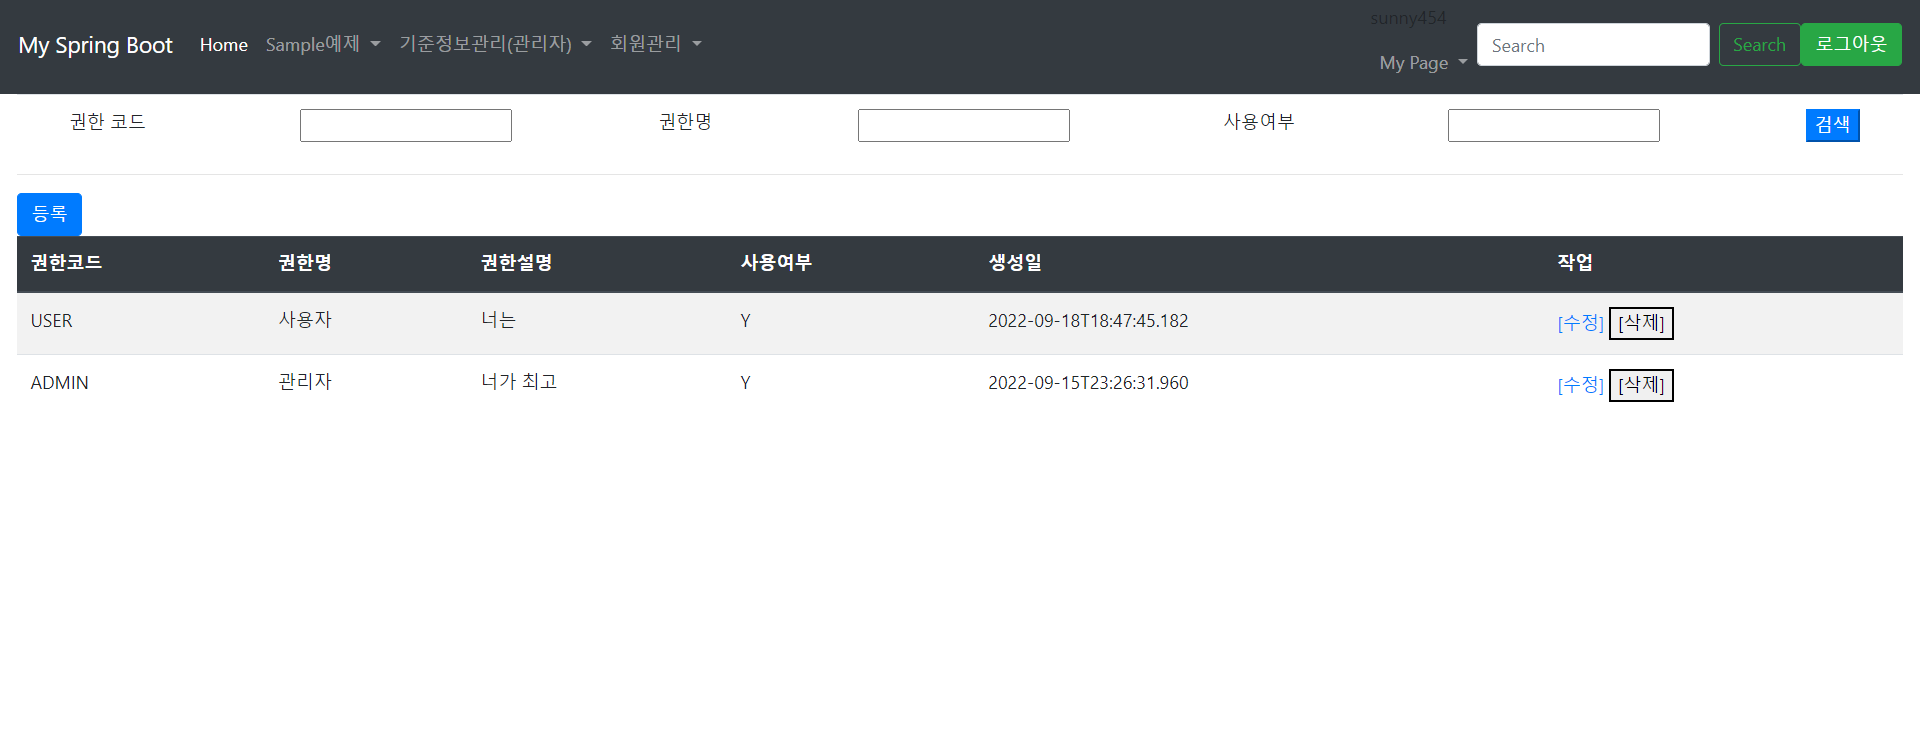 sunny454
My Spring Boot Home Sample예제 기준정보관리(관리자) 회원관리 My Page Search Search 로그아웃
권한 코드 권한명 사용여부 검색
등록
권한코드 권한명 권한설명 사용여부 생성일 작업
USER 사용자 너는 Y 2022-09-18T18:47:45.182 [수정] [삭제]
ADMIN 관리자 너가 최고 Y 2022-09-15T23:26:31.960 [수정] [삭제]